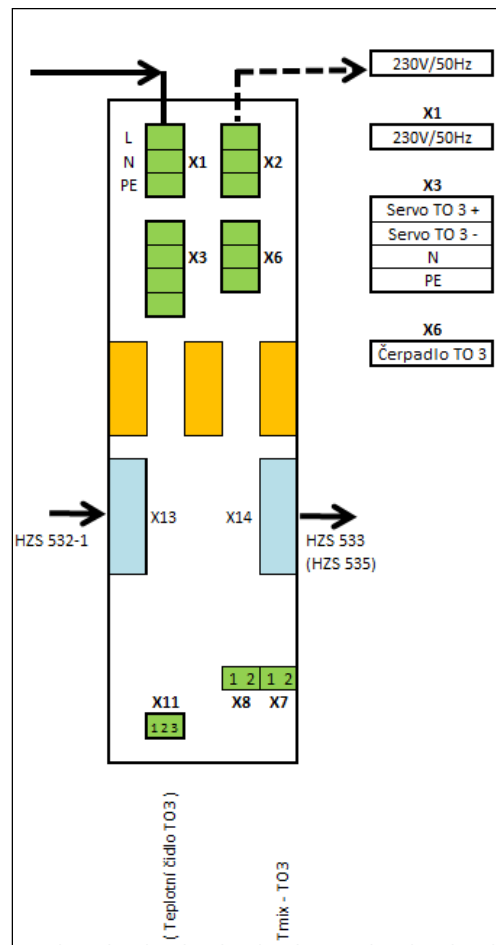 230V/50Hz
X1
230V/50Hz
X3
Servo TO 3 +
Servo TO 3 -
N
PE
X6
Čerpadlo TO 3
L
N
PE
X1
X2
X3
X6
HZS 532-1
X13
X14
HZS 533
(HZS 535)
1 2
1 2
X8
X7
X11
1 2 3
( Teplotní čidlo TO3 )
Tmix - TO3